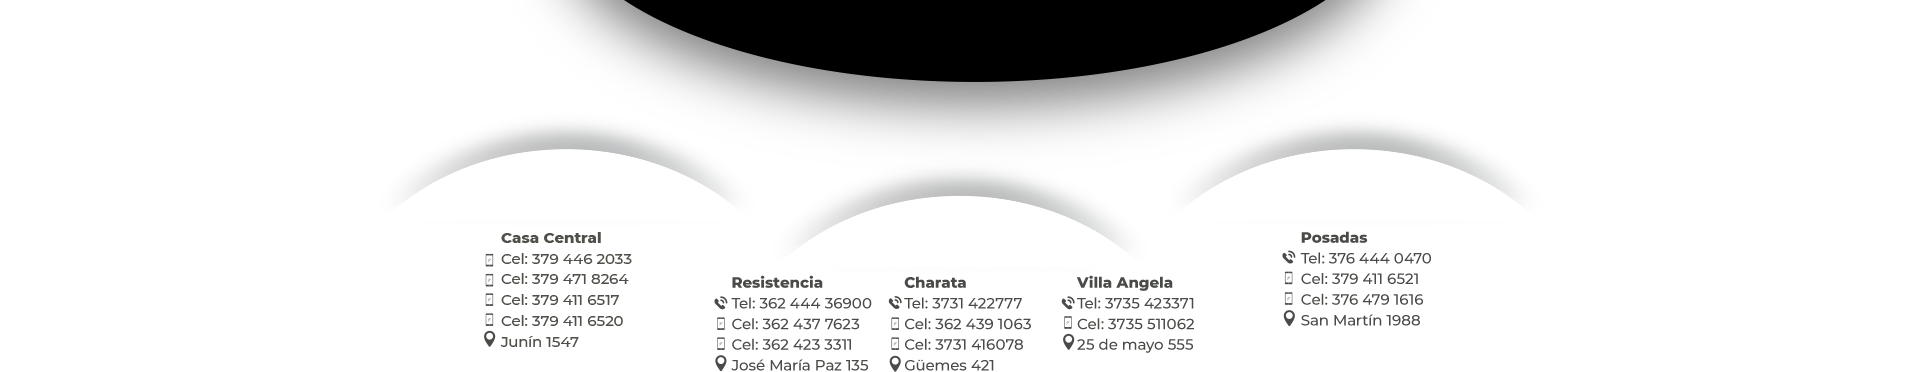 Casa Central
Cel: 379 446 2033
Cel: 379 471 8264
Cel: 379 411 6517
Cel: 379 411 6520
Junín 1547
Resistencia
Tel: 362 444 36900
Cel: 362 437 7623
Cel: 362 423 3311
José María Paz 135
Charata
Tel: 3731 422777
Cel: 362 439 1063
Cel: 3731 416078
Güemes 421
Villa Angela
Tel: 3735 423371
Cel: 3735 511062
25 de mayo 555
Posadas
Tel: 376 444 0470
Cel: 379 411 6521
Cel: 376 479 1616
San Martín 1988